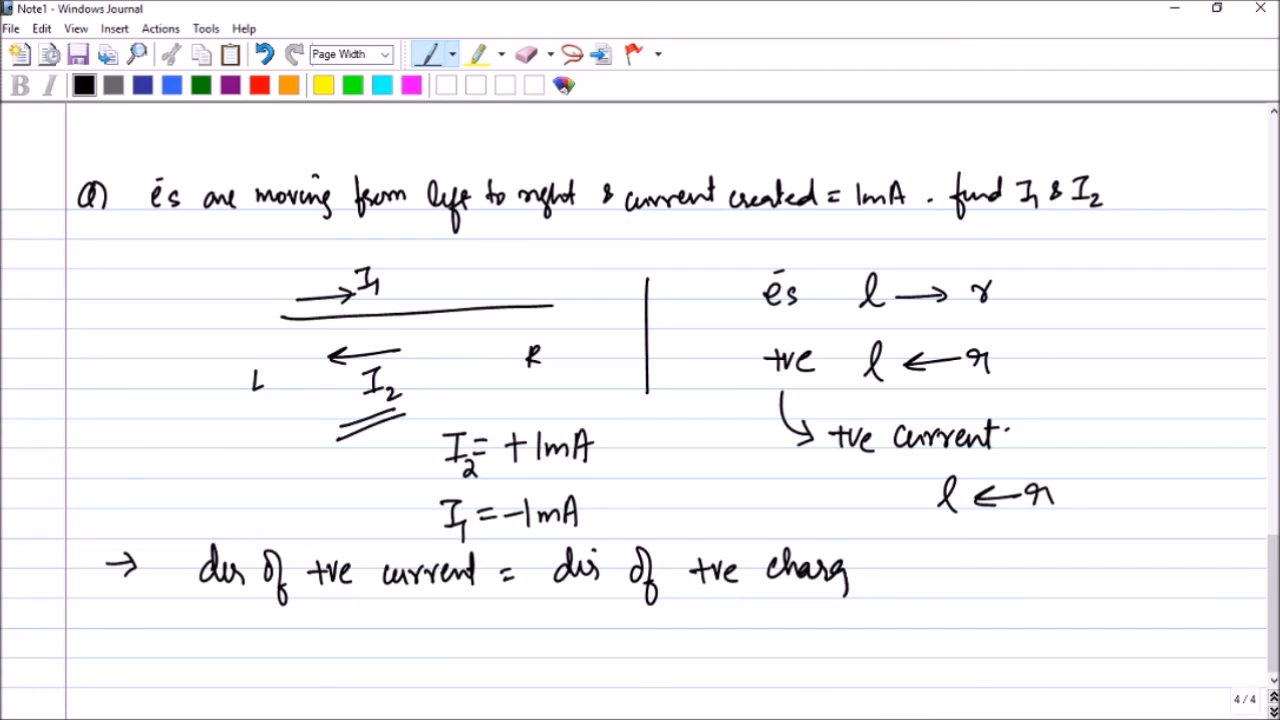 Note1 - Windows Journal
File Edit View Insert Actions Tools Help
Page Width
B I
Q) ēs are moving from left to right & current created = 1mA . find I1 & I2
I1
L I2 R
I2 = +1mA
I1 = -1mA
ēs l → r
+ve l ← r
↳ +ve current.
l ← r
→ dir of +ve current = dir of +ve charg
4 / 4